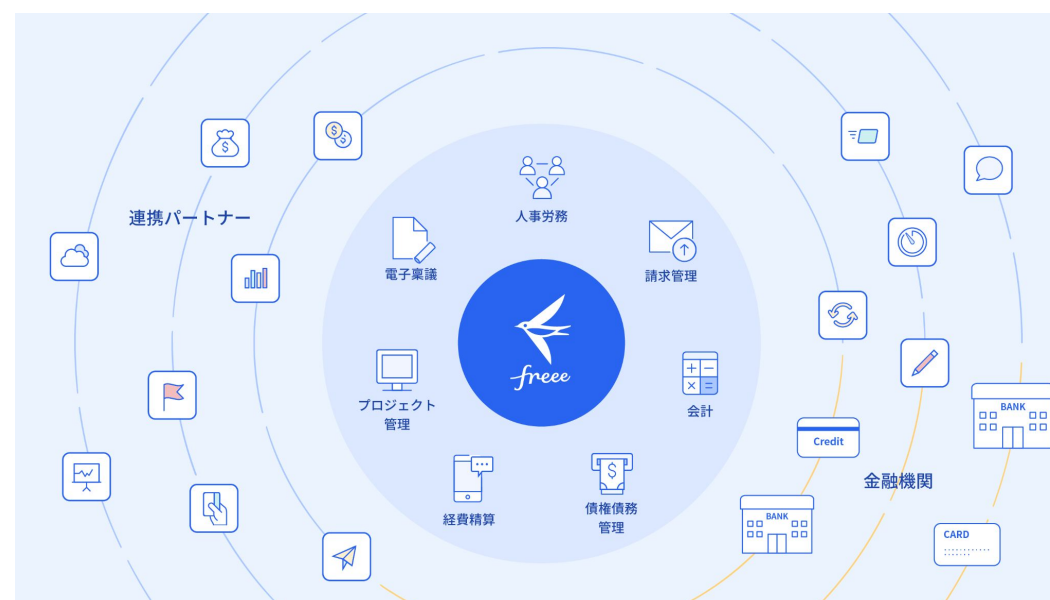 連携パートナー
人事労務
電子稟議
請求管理
freee
プロジェクト
管理
会計
Credit
BANK
金融機関
経費精算
債権債務
管理
BANK
CARD